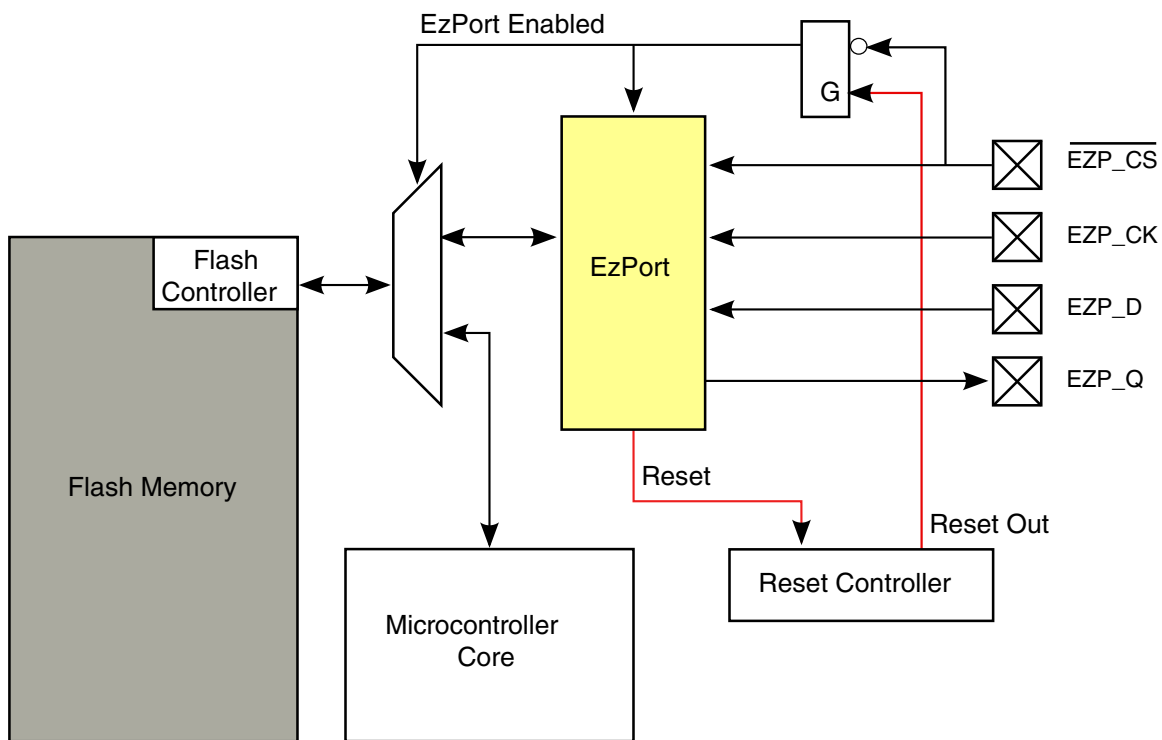 EzPort Enabled
G
EZP_CS
EZP_CK
EZP_D
EZP_Q
Flash
Controller
EzPort
Flash Memory
Reset
Reset Out
Reset Controller
Microcontroller
Core